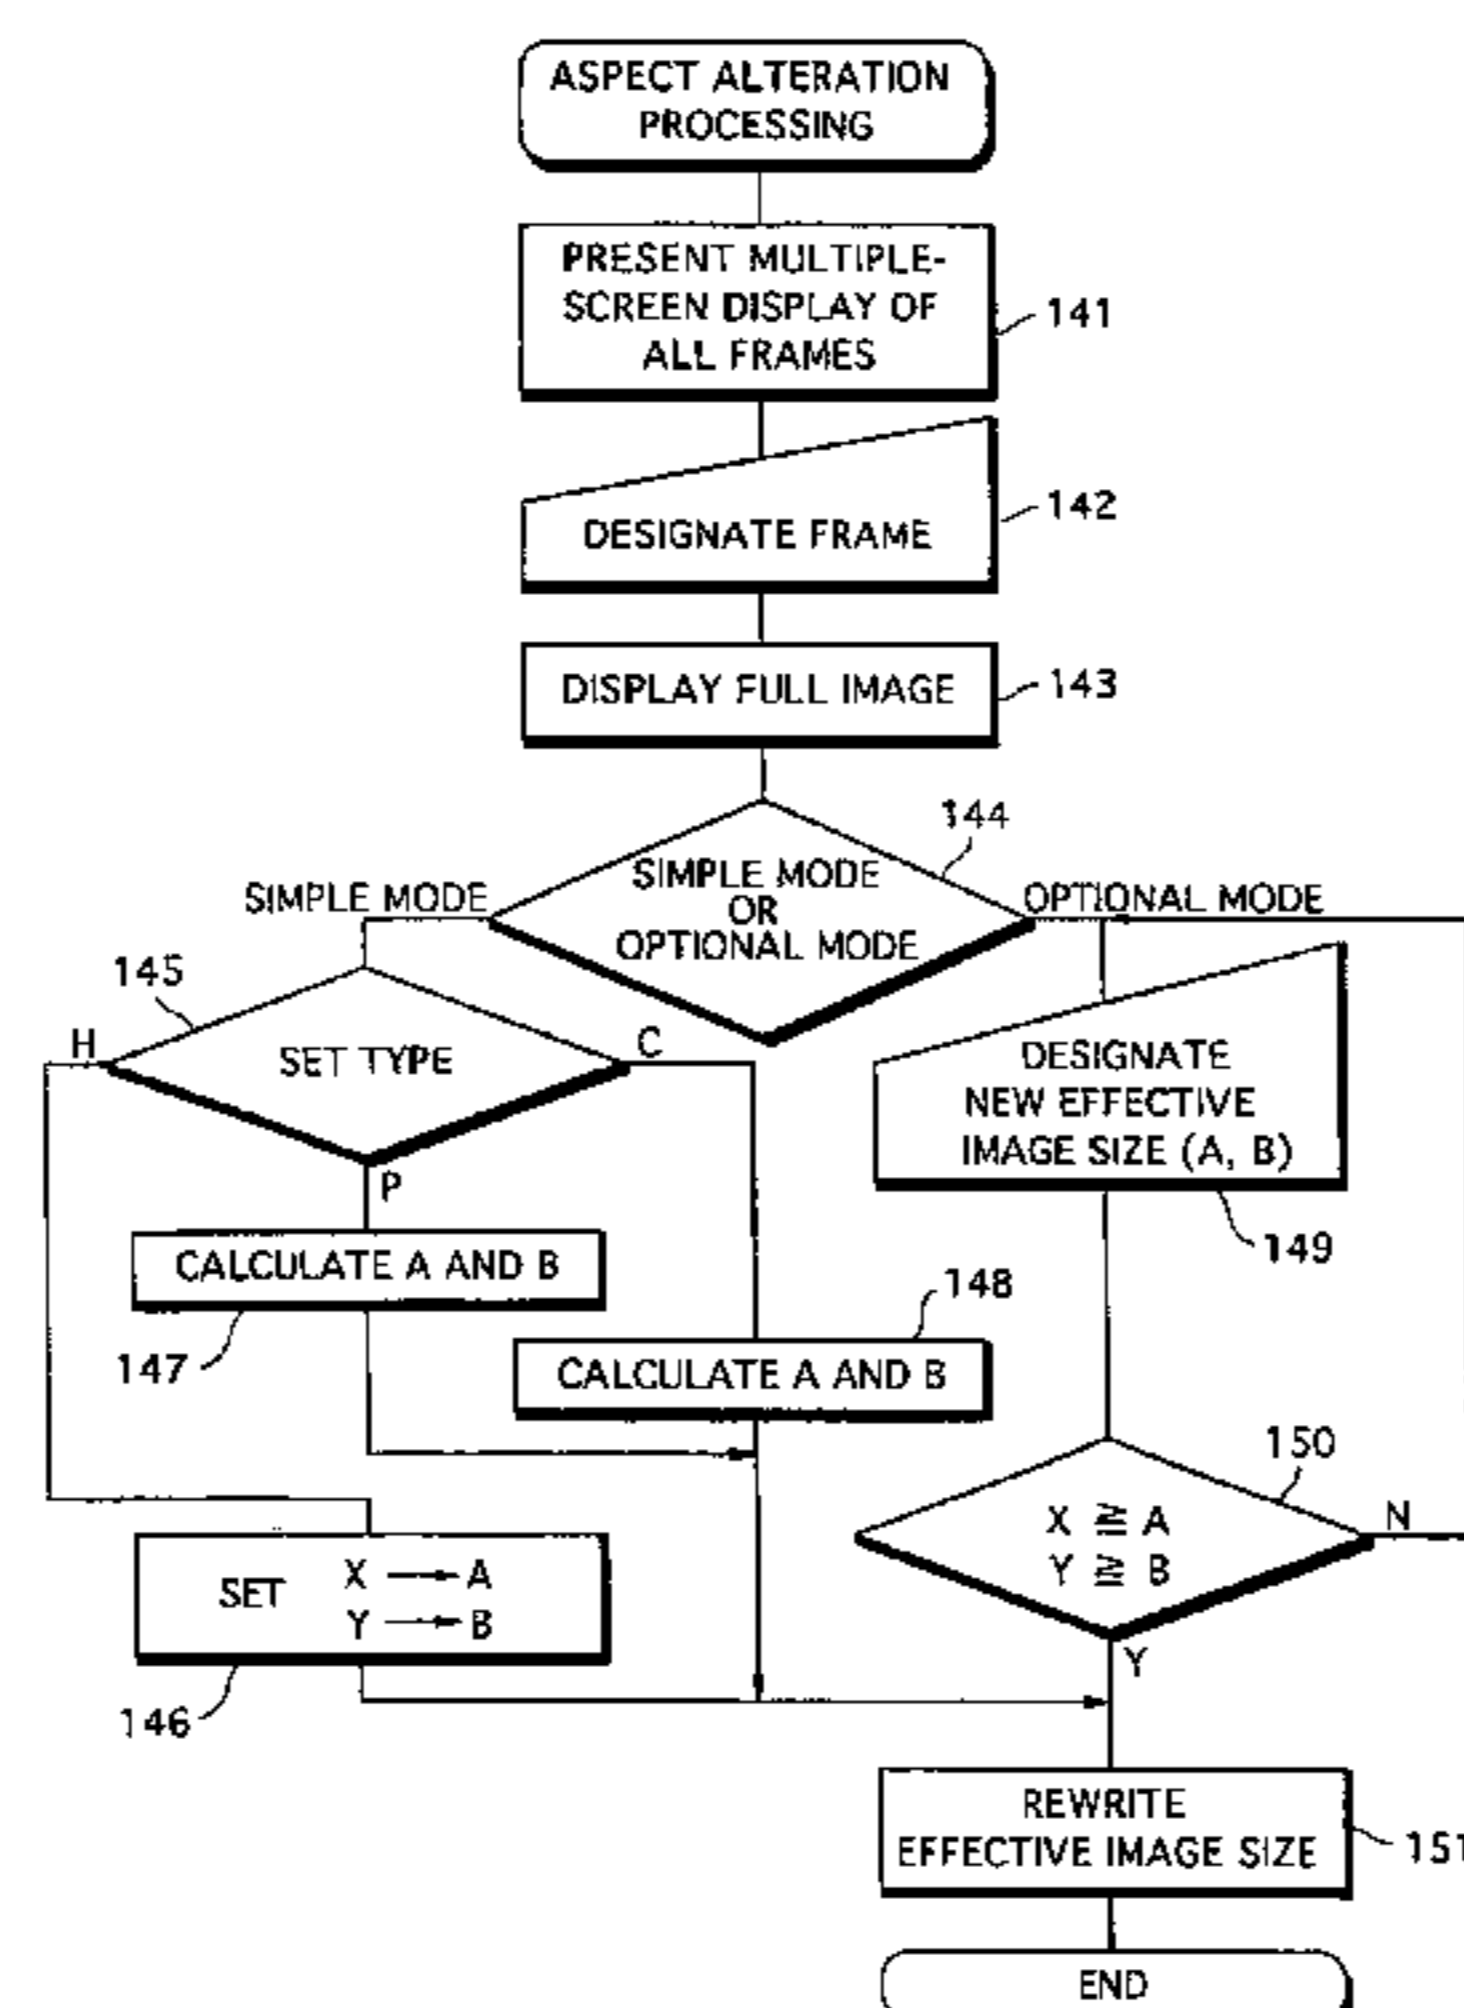 ASPECT ALTERATION
PROCESSING
PRESENT MULTIPLE-
SCREEN DISPLAY OF
ALL FRAMES
141
DESIGNATE FRAME
142
DISPLAY FULL IMAGE
143
144
SIMPLE MODE
SIMPLE MODE
OR
OPTIONAL MODE
OPTIONAL MODE
145
H
SET TYPE
C
P
DESIGNATE
NEW EFFECTIVE
IMAGE SIZE (A, B)
149
CALCULATE A AND B
147
148
CALCULATE A AND B
150
X ≧ A
Y ≧ B
N
Y
SET X → A
Y → B
146
REWRITE
EFFECTIVE IMAGE SIZE
151
END